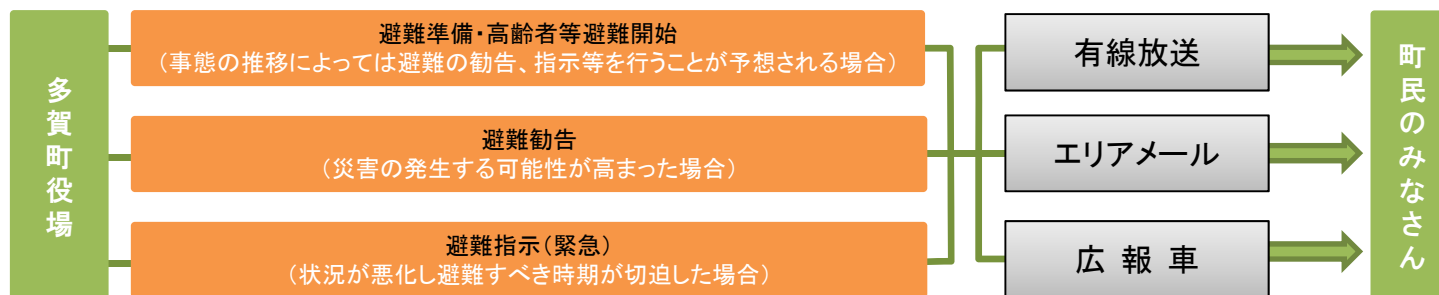 多賀町役場
避難準備・高齢者等避難開始
（事態の推移によっては避難の勧告、指示等を行うことが予想される場合）
避難勧告
（災害の発生する可能性が高まった場合）
避難指示（緊急）
（状況が悪化し避難すべき時期が切迫した場合）
有線放送
エリアメール
広 報 車
町民のみなさん